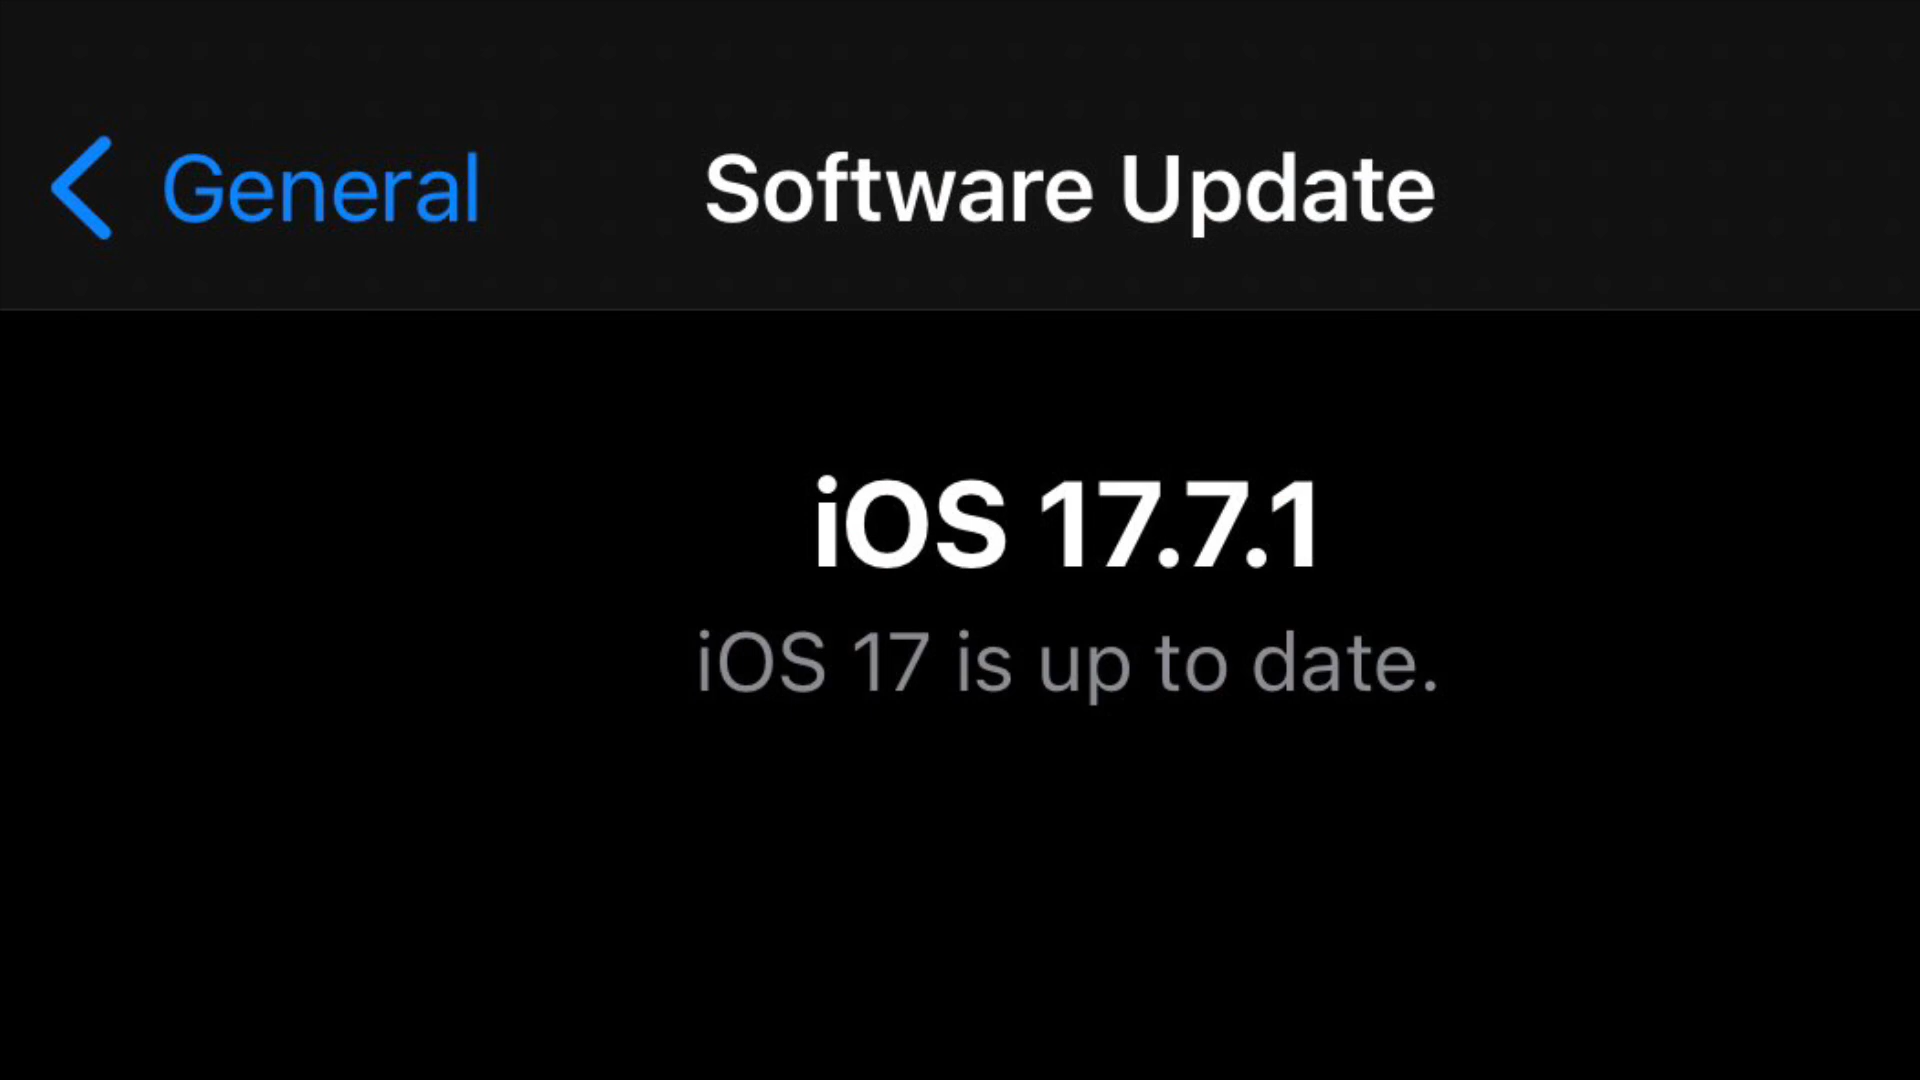 General
Software Update
iOS 17.7.1
iOS 17 is up to date.